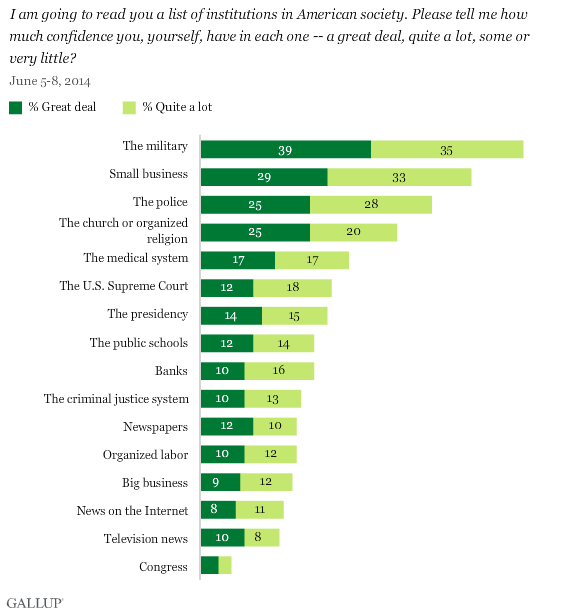 I am going to read you a list of institutions in American society. Please tell me how
much confidence you, yourself, have in each one -- a great deal, quite a lot, some or
very little?
June 5-8, 2014
% Great deal % Quite a lot
The military 39 35
Small business 29 33
The police 25 28
The church or organized
religion 25 20
The medical system 17 17
The U.S. Supreme Court 12 18
The presidency 14 15
The public schools 12 14
Banks 10 16
The criminal justice system 10 13
Newspapers 12 10
Organized labor 10 12
Big business 9 12
News on the Internet 8 11
Television news 10 8
Congress
GALLUP